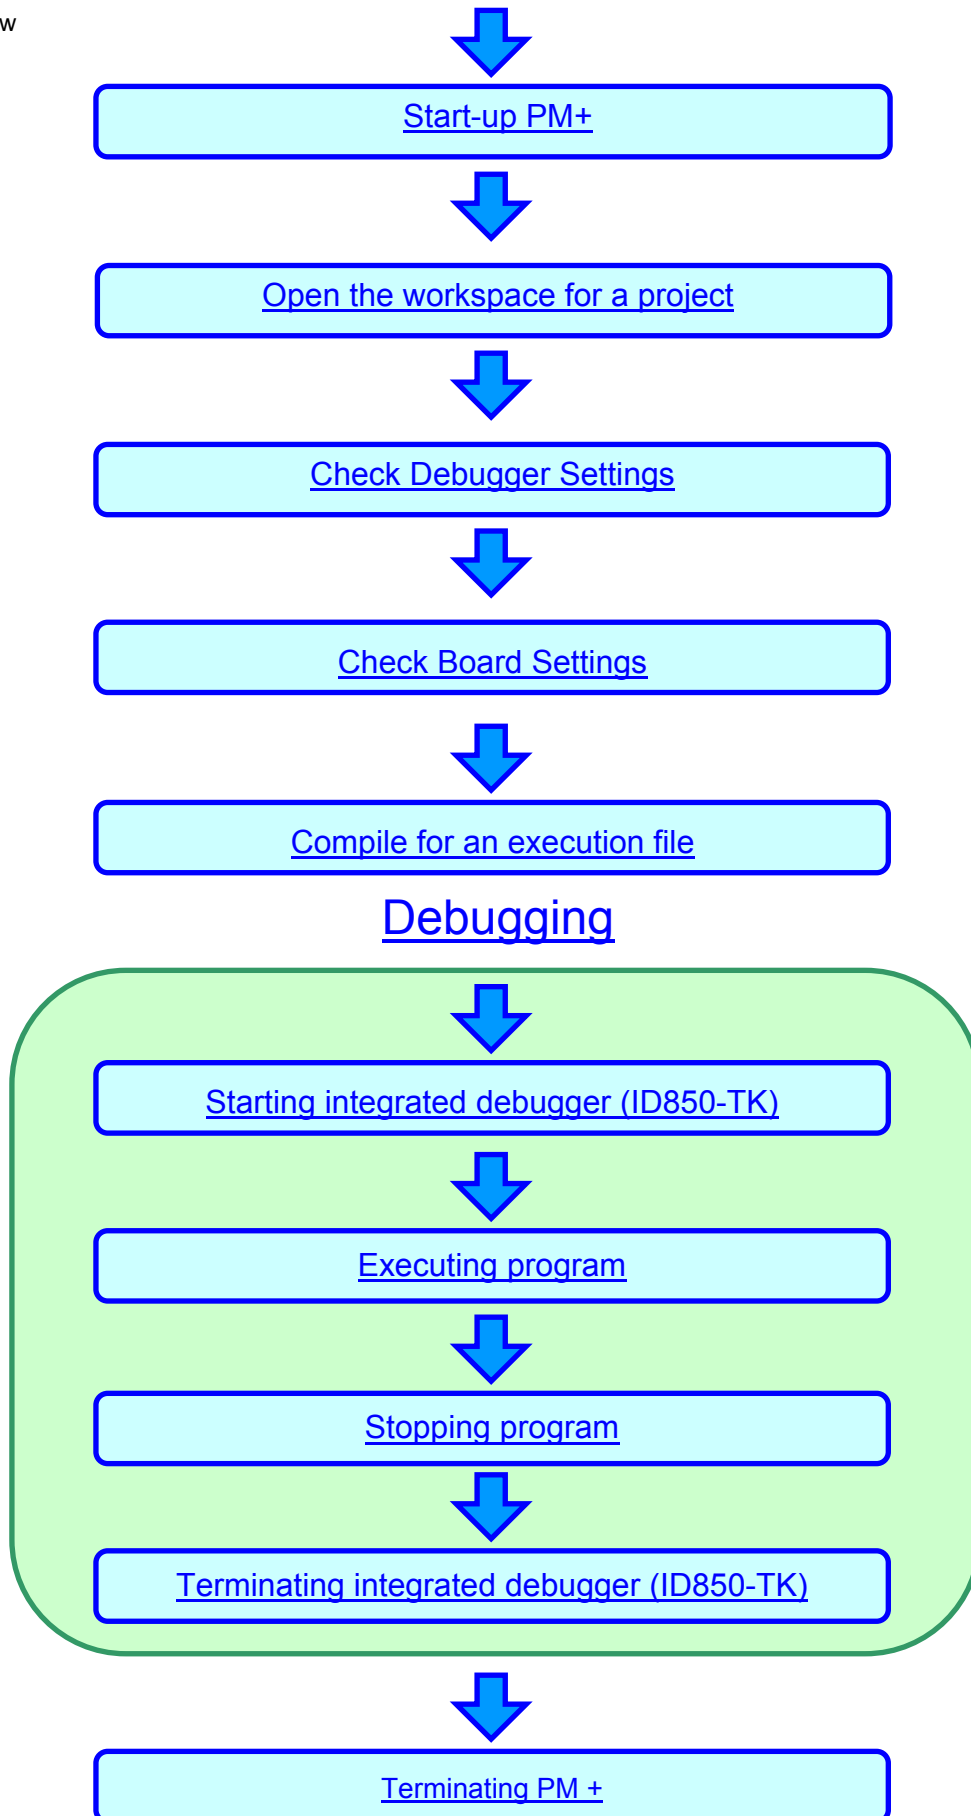 w
Start-up PM+
Open the workspace for a project
Check Debugger Settings
Check Board Settings
Compile for an execution file
Debugging
Starting integrated debugger (ID850-TK)
Executing program
Stopping program
Terminating integrated debugger (ID850-TK)
Terminating PM +